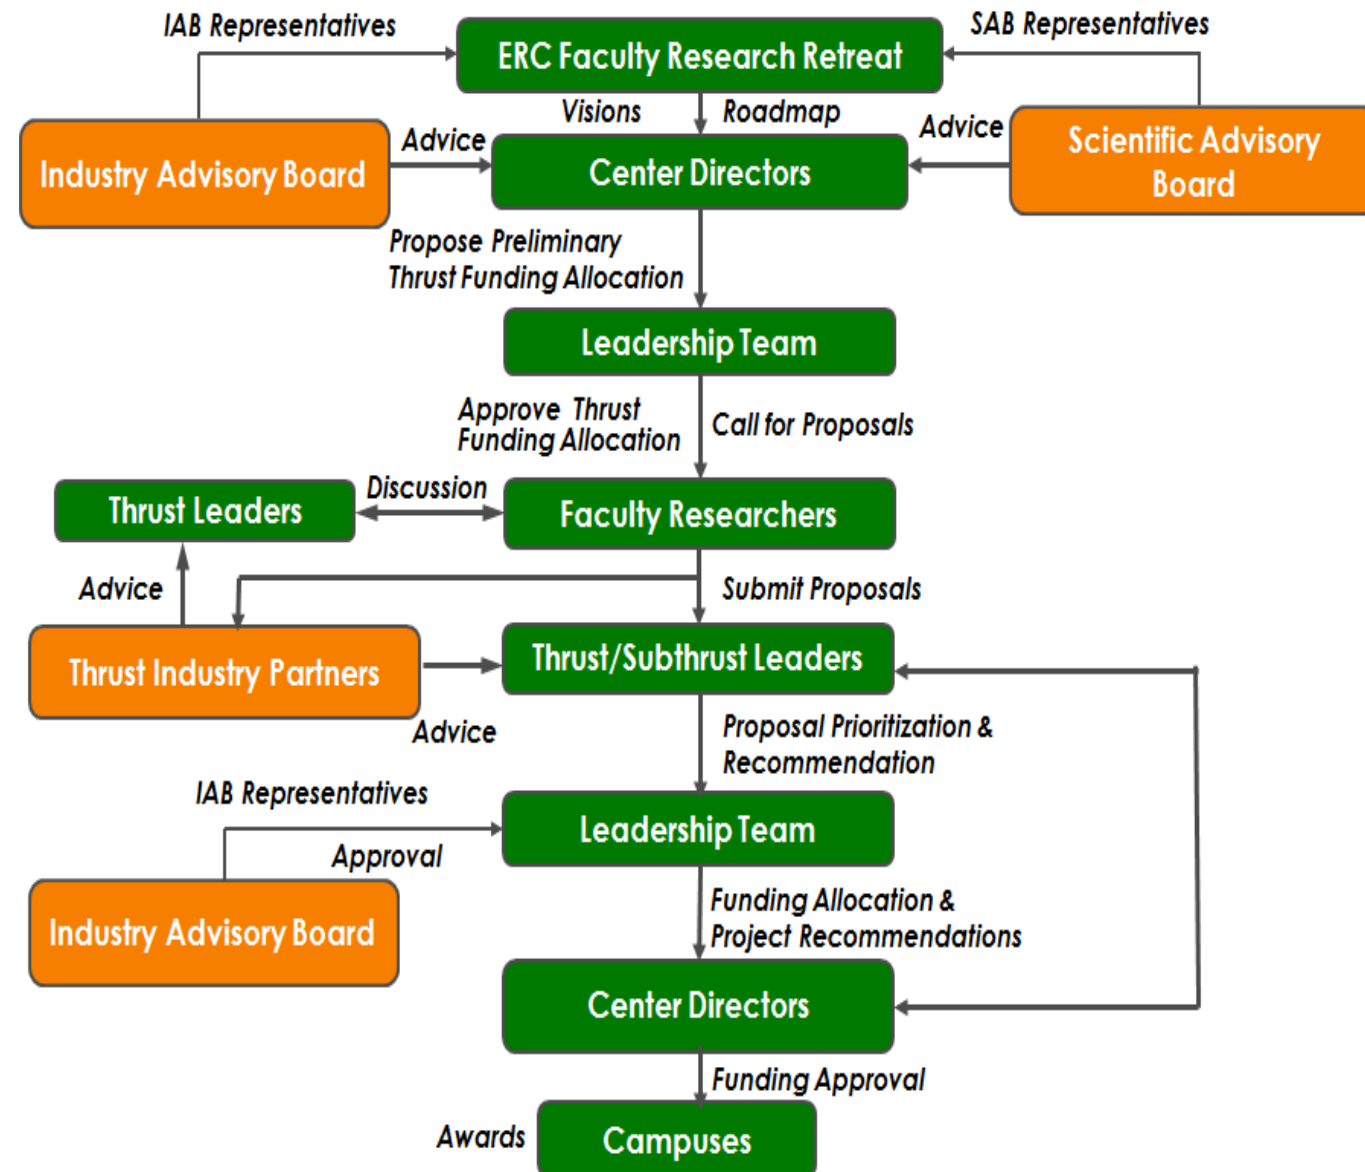 IAB Representatives
SAB Representatives
ERC Faculty Research Retreat
Visions
Roadmap
Advice
Advice
Industry Advisory Board
Center Directors
Scientific Advisory
Board
Propose Preliminary
Thrust Funding Allocation
Leadership Team
Approve Thrust
Funding Allocation
Call for Proposals
Discussion
Thrust Leaders
Faculty Researchers
Advice
Submit Proposals
Thrust Industry Partners
Thrust/Subthrust Leaders
Advice
Proposal Prioritization &
Recommendation
IAB Representatives
Leadership Team
Approval
Industry Advisory Board
Funding Allocation &
Project Recommendations
Center Directors
Funding Approval
Awards
Campuses